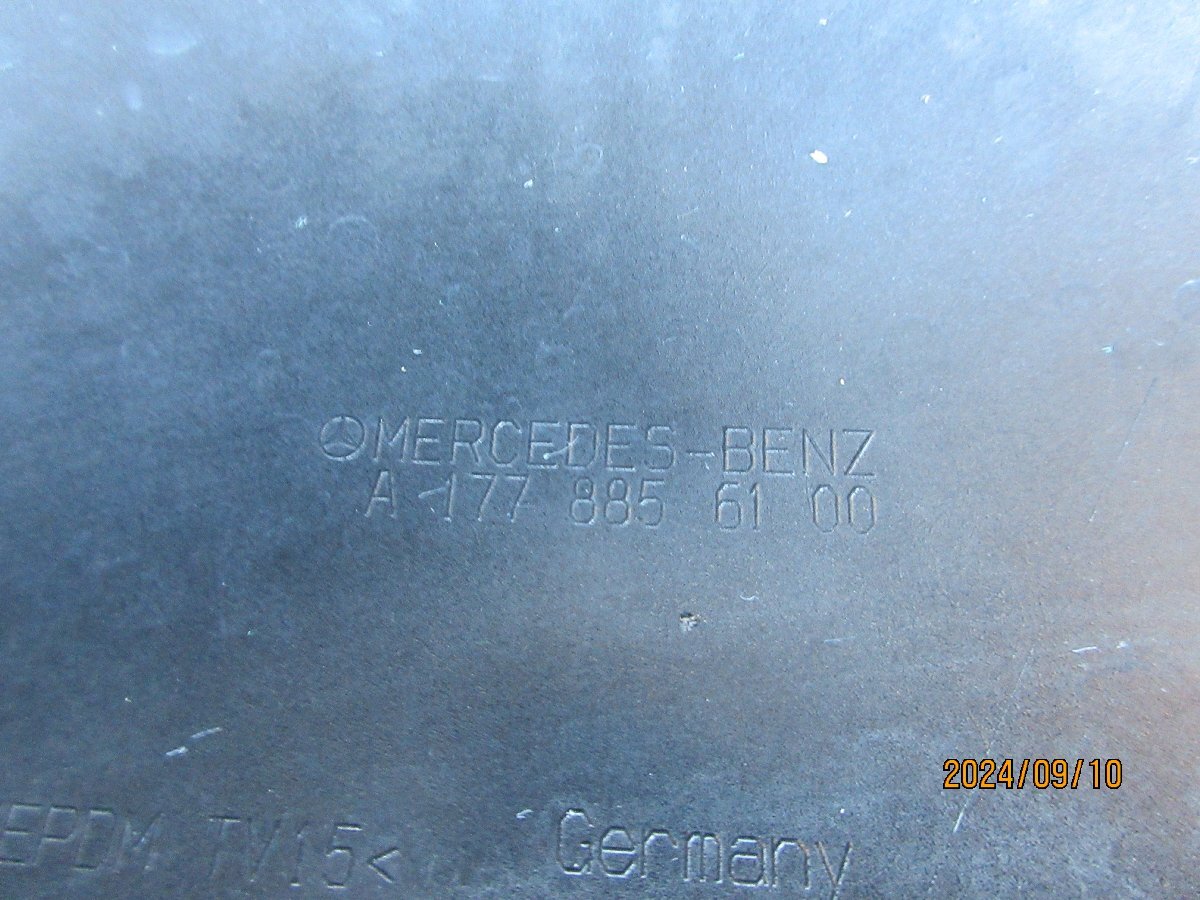 MERCEDES-BENZ
A 177 885 61 00
2024/09/10
EPDM TV15< Germany